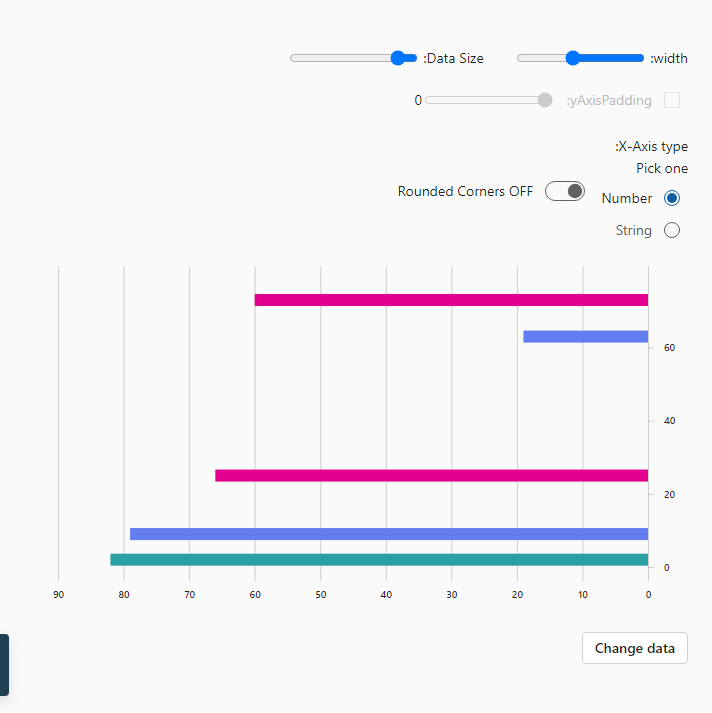 :width
:Data Size
:yAxisPadding
0
:X-Axis type
Pick one
Number
Rounded Corners OFF
String
60
40
20
0
90 80 70 60 50 40 30 20 10 0
Change data